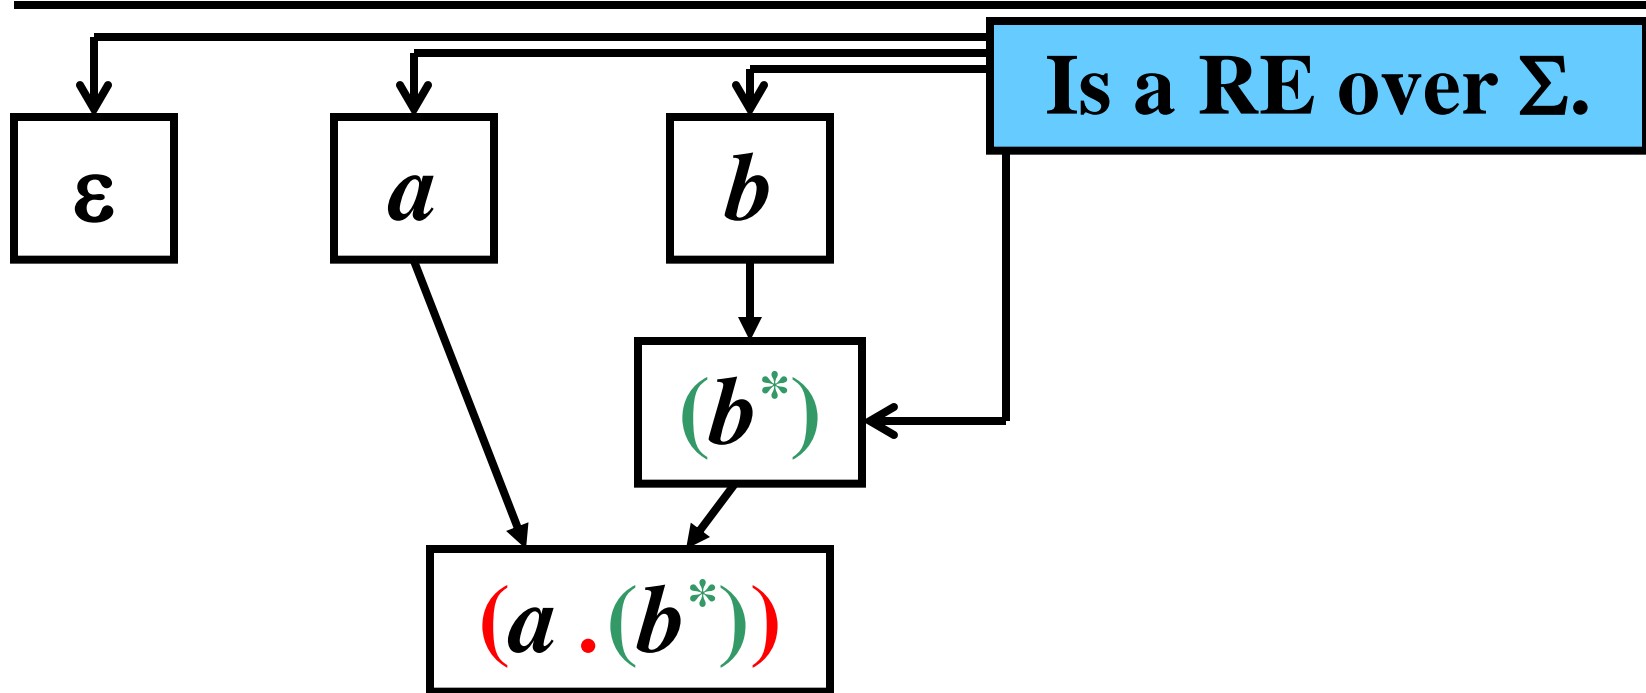 Is a RE over Σ.
ε
a
b
(b*)
(a .(b*))